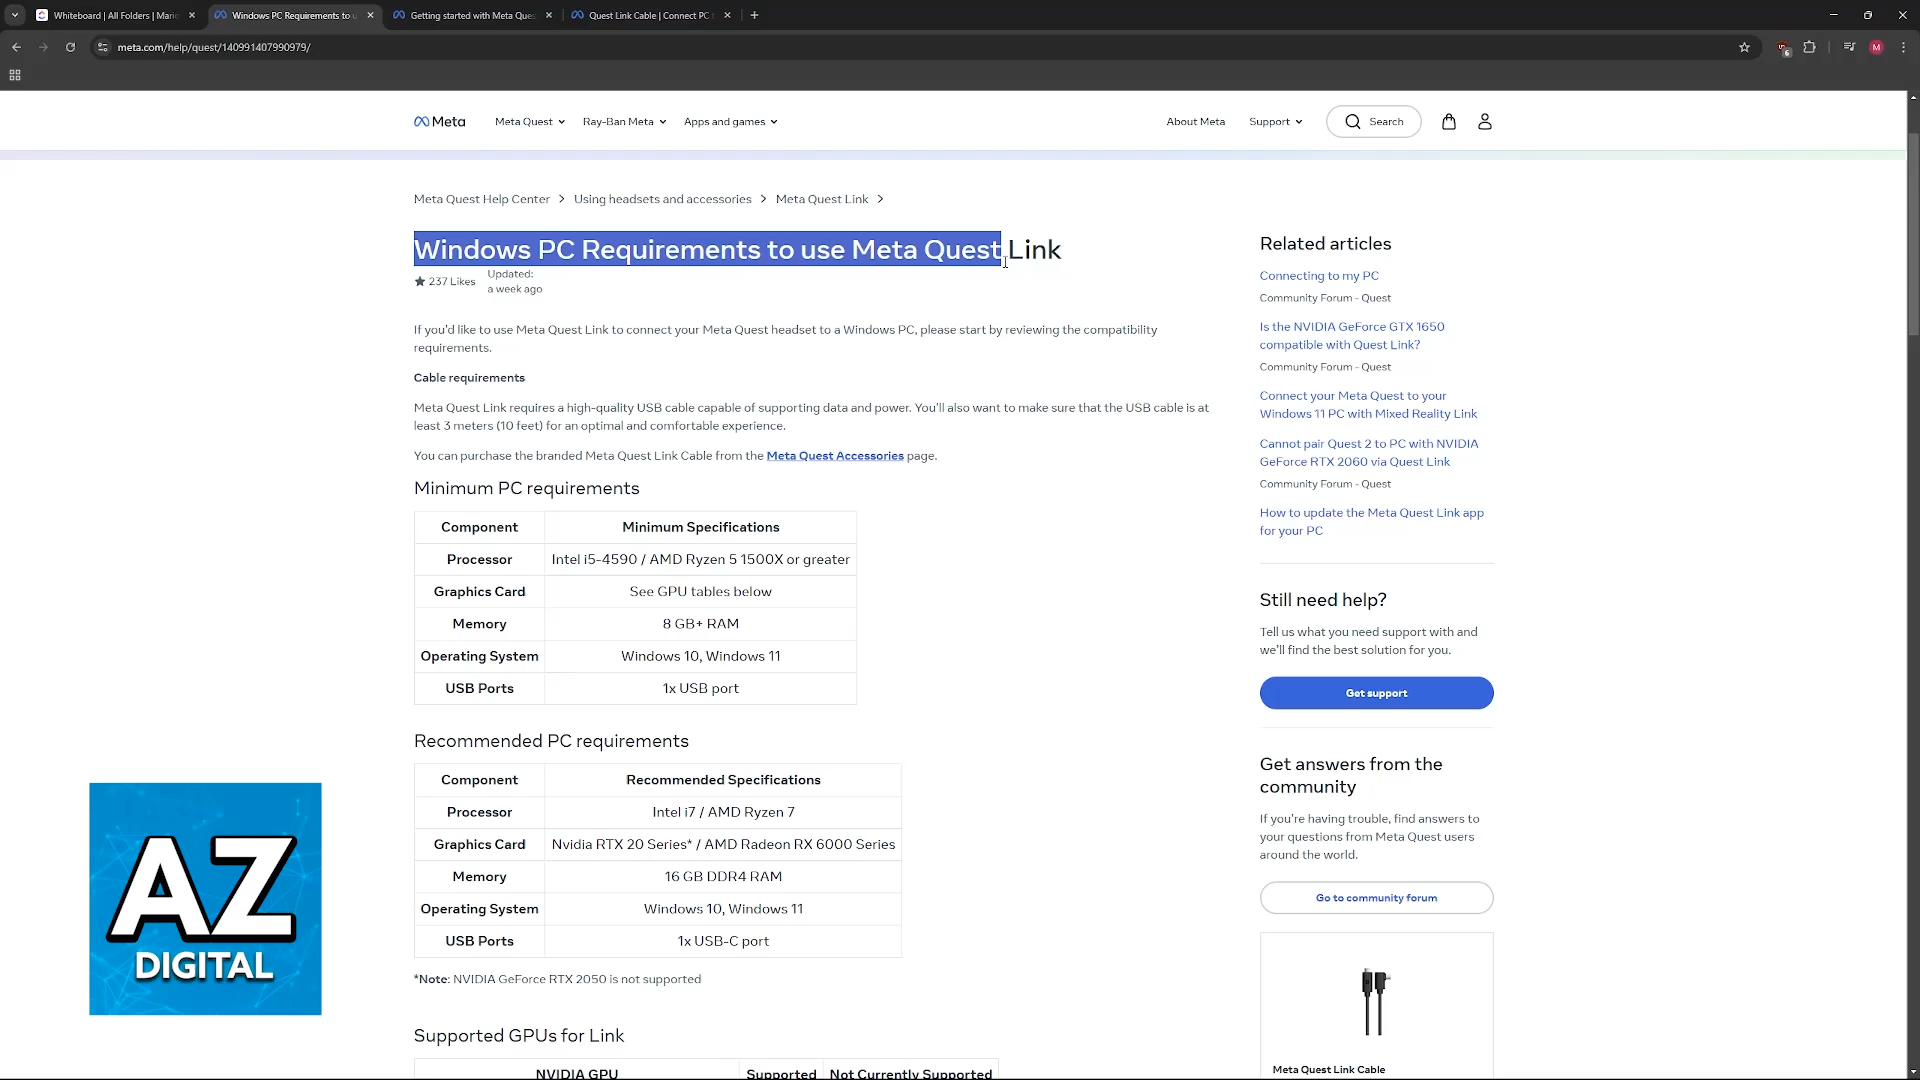 Whiteboard | All Folders | Mario
Windows PC Requirements to u
Getting started with Meta Ques
Quest Link Cable | Connect PC t
meta.com/help/quest/140991407990979/
6
M
Meta
Meta Quest
Ray-Ban Meta
Apps and games
About Meta
Support
Search
Meta Quest Help Center > Using headsets and accessories > Meta Quest Link >
Windows PC Requirements to use Meta Quest Link
237 Likes
Updated:
a week ago
If you'd like to use Meta Quest Link to connect your Meta Quest headset to a Windows PC, please start by reviewing the compatibility
requirements.
Cable requirements
Meta Quest Link requires a high-quality USB cable capable of supporting data and power. You'll also want to make sure that the USB cable is at
least 3 meters (10 feet) for an optimal and comfortable experience.
You can purchase the branded Meta Quest Link Cable from the Meta Quest Accessories page.
Minimum PC requirements
Component Minimum Specifications
Processor Intel i5-4590 / AMD Ryzen 5 1500X or greater
Graphics Card See GPU tables below
Memory 8 GB+ RAM
Operating System Windows 10, Windows 11
USB Ports 1x USB port
Recommended PC requirements
Component Recommended Specifications
Processor Intel i7 / AMD Ryzen 7
Graphics Card Nvidia RTX 20 Series* / AMD Radeon RX 6000 Series
Memory 16 GB DDR4 RAM
Operating System Windows 10, Windows 11
USB Ports 1x USB-C port
*Note: NVIDIA GeForce RTX 2050 is not supported
Supported GPUs for Link
NVIDIA GPU Supported Not Currently Supported
Related articles
Connecting to my PC
Community Forum - Quest
Is the NVIDIA GeForce GTX 1650
compatible with Quest Link?
Community Forum - Quest
Connect your Meta Quest to your
Windows 11 PC with Mixed Reality Link
Cannot pair Quest 2 to PC with NVIDIA
GeForce RTX 2060 via Quest Link
Community Forum - Quest
How to update the Meta Quest Link app
for your PC
Still need help?
Tell us what you need support with and
we'll find the best solution for you.
Get support
Get answers from the
community
If you're having trouble, find answers to
your questions from Meta Quest users
around the world.
Go to community forum
Meta Quest Link Cable
AZ
DIGITAL